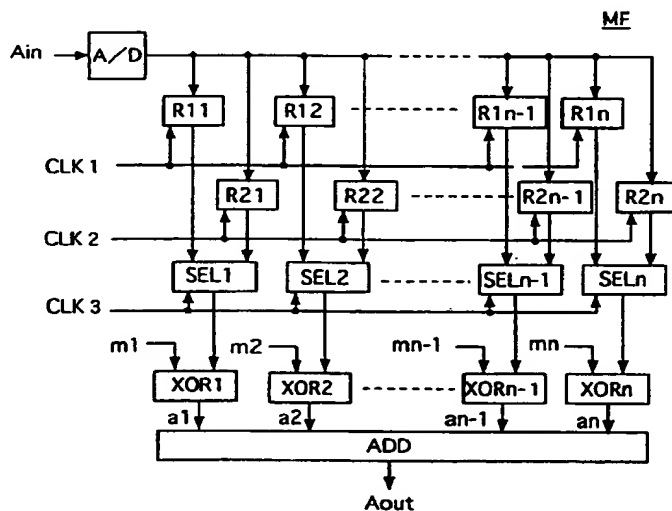 MF
Ain A/D
R11 R12 R1n-1 R1n
CLK 1
R21 R22 R2n-1 R2n
CLK 2
SEL1 SEL2 SELn-1 SELn
CLK 3
m1 m2 mn-1 mn
XOR1 XOR2 XORn-1 XORn
a1 a2 an-1 an
ADD
Aout